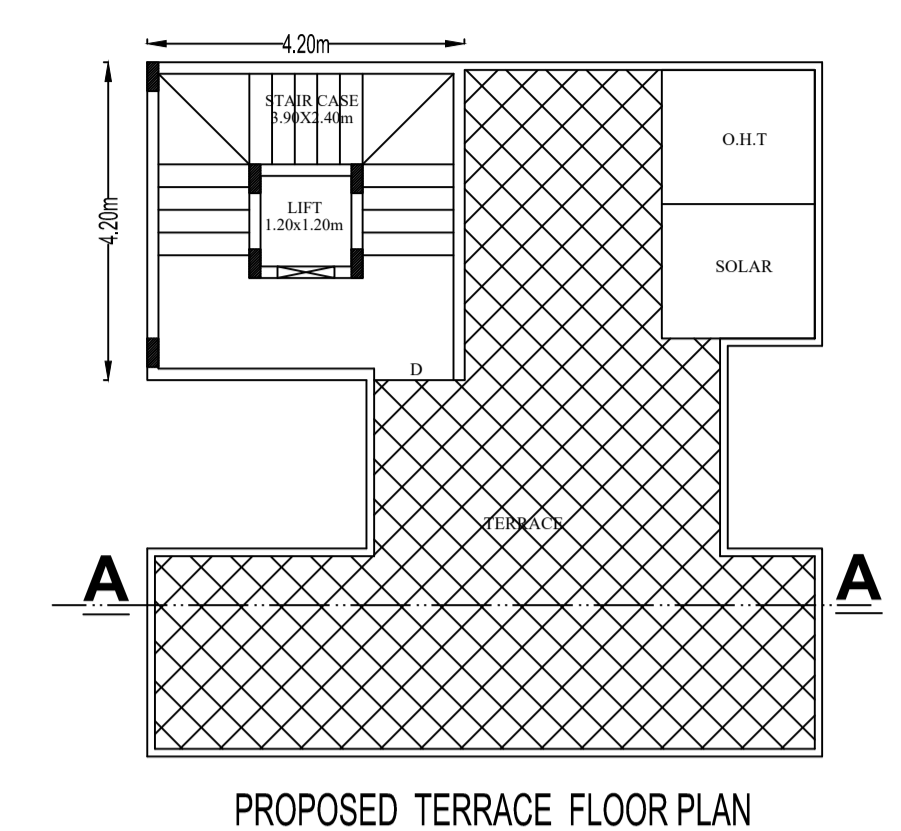 4.20m
STAIR CASE
3.90X2.40m
O.H.T
4.20m
LIFT
1.20x1.20m
SOLAR
D
TERRACE
A A
PROPOSED TERRACE FLOOR PLAN